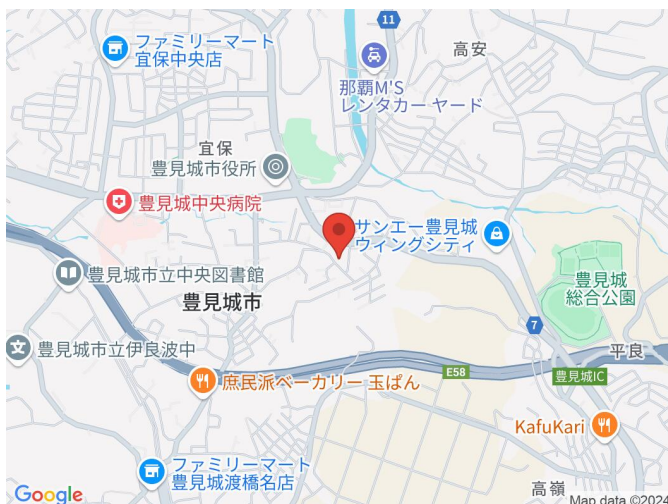 ファミリーマート
宜保中央店
11
高安
那覇M'S
レンタカー ヤード
宜保
豊見城市役所
豊見城中央病院
サンエー豊見城
ウィングシティ
豊見城市立中央図書館
豊見城市
豊見城
総合公園
7
豊見城市立伊良波中
平良
E58
豊見城IC
庶民派ベーカリー 玉ぱん
KafuKari
ファミリーマート
豊見城渡橋名店
高嶺
Google
Map data ©2024